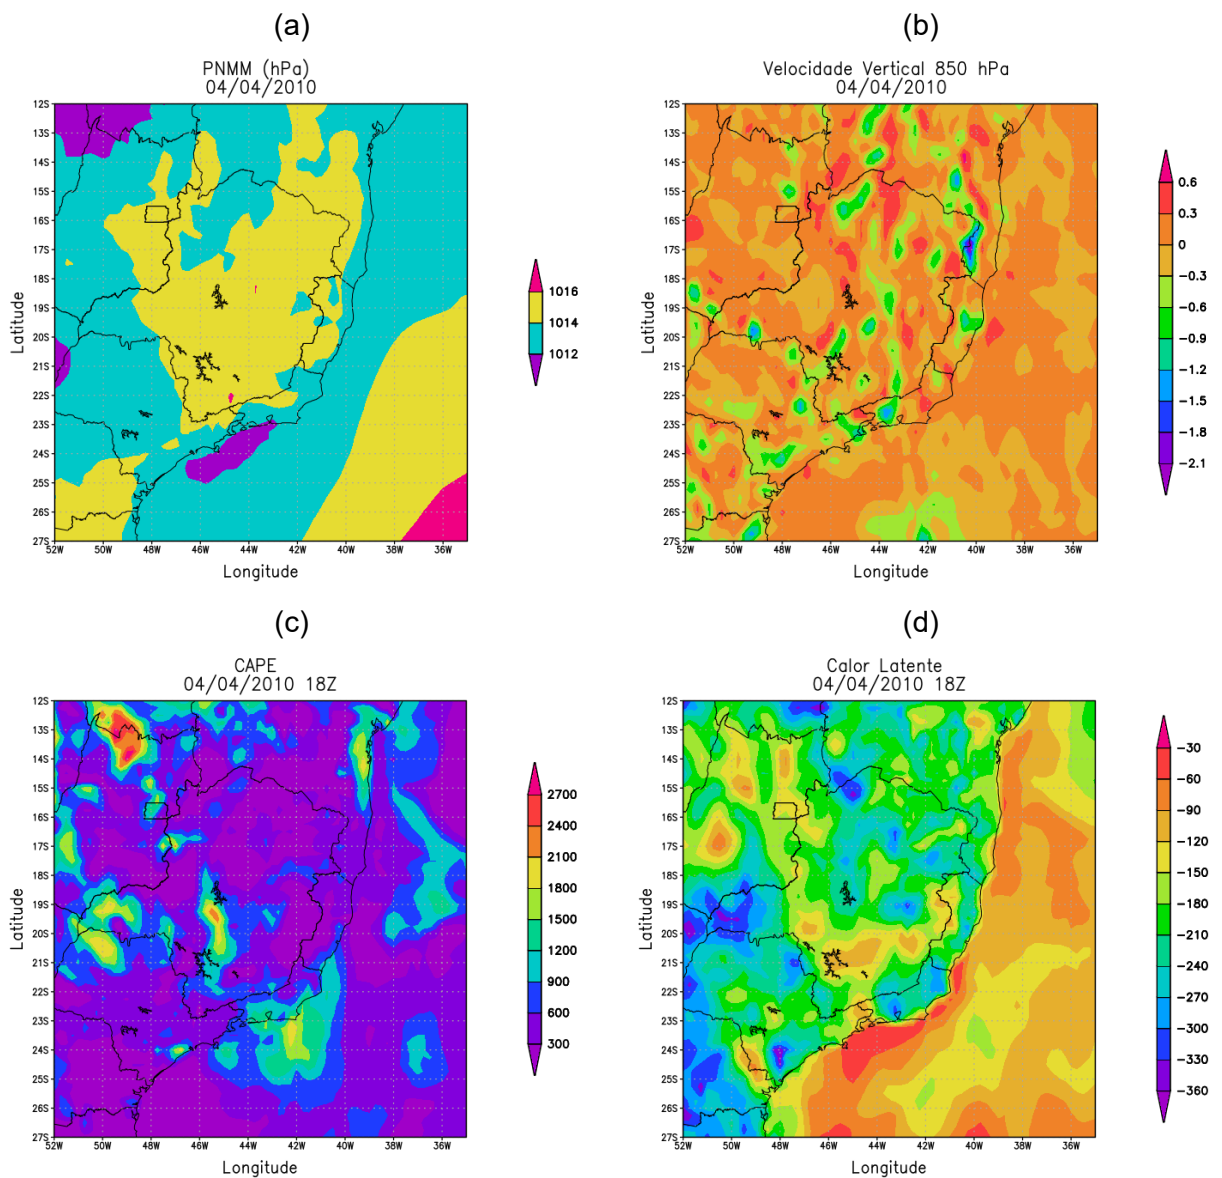 (a)
PNMM (hPa)
04/04/2010
12S
13S
14S
15S
16S
17S
18S
19S
20S
21S
22S
23S
24S
25S
26S
27S
52W 50W 48W 46W 44W 42W 40W 38W 36W
Latitude
Longitude
1016
1014
1012
(b)
Velocidade Vertical 850 hPa
04/04/2010
12S
13S
14S
15S
16S
17S
18S
19S
20S
21S
22S
23S
24S
25S
26S
27S
52W 50W 48W 46W 44W 42W 40W 38W 36W
Latitude
Longitude
0.6
0.3
0
−0.3
−0.6
−0.9
−1.2
−1.5
−1.8
−2.1
(c)
CAPE
04/04/2010 18Z
12S
13S
14S
15S
16S
17S
18S
19S
20S
21S
22S
23S
24S
25S
26S
27S
52W 50W 48W 46W 44W 42W 40W 38W 36W
Latitude
Longitude
2700
2400
2100
1800
1500
1200
900
600
300
(d)
Calor Latente
04/04/2010 18Z
12S
13S
14S
15S
16S
17S
18S
19S
20S
21S
22S
23S
24S
25S
26S
27S
52W 50W 48W 46W 44W 42W 40W 38W 36W
Latitude
Longitude
−30
−60
−90
−120
−150
−180
−210
−240
−270
−300
−330
−360